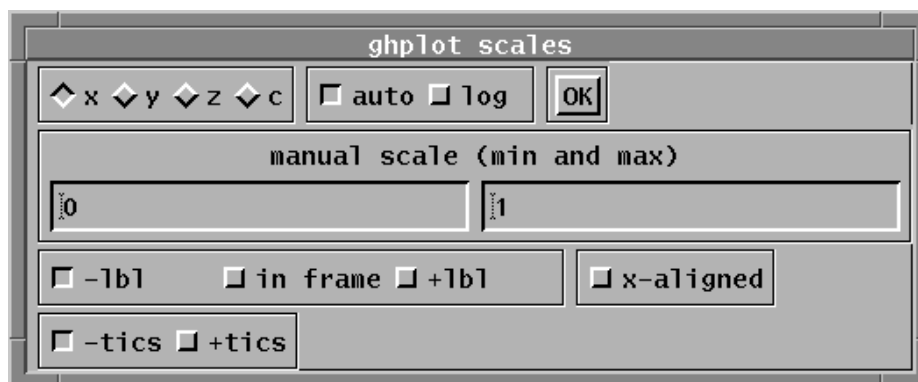 ghplot scales
x y z c auto log OK
manual scale (min and max)
0 1
-lbl in frame +lbl x-aligned
-tics +tics